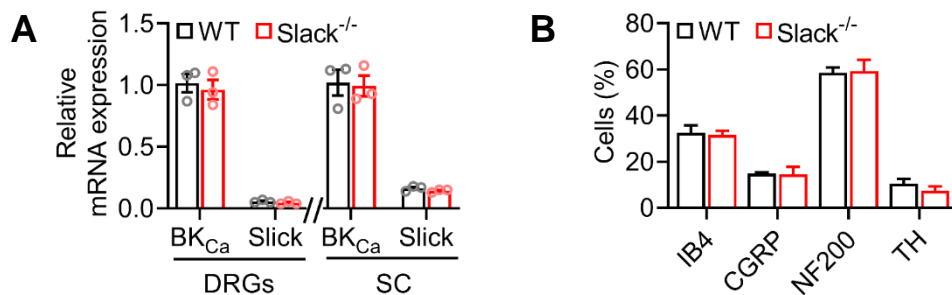 A
WT Slack-/-
Relative
mRNA expression
1.5
1.0
0.5
0.0
//
BKCa Slick BKCa Slick
DRGs SC
B
WT Slack-/-
Cells (%)
80
60
40
20
0
IB4 CGRP NF200 TH